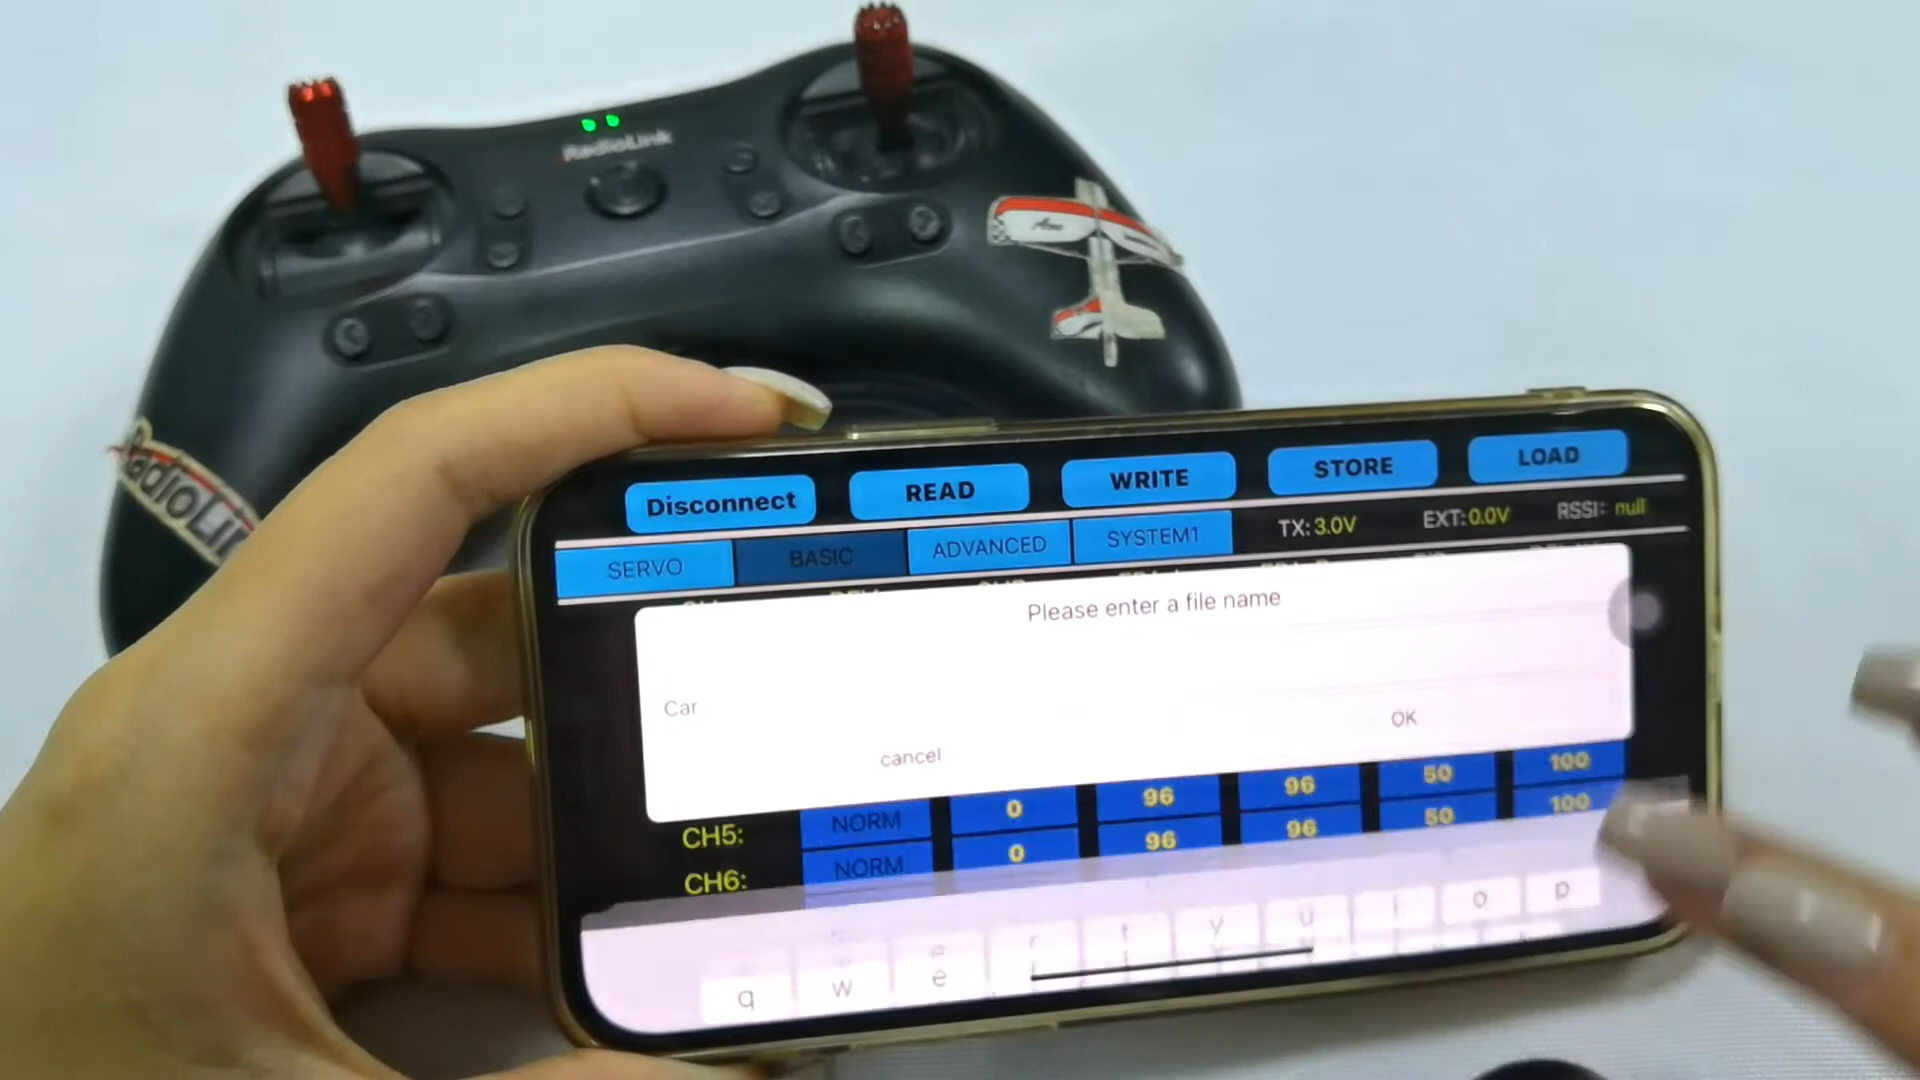 RadioLink
RadioLin
Disconnect READ WRITE STORE LOAD
SERVO BASIC ADVANCED SYSTEM1 TX:3.0V EXT:0.0V RSSI: null
Please enter a file name
Car
cancel OK
CH5: NORM 0 96 96 50 100
CH6: NORM 0 96 96 50 100
q w e r t y u i o p